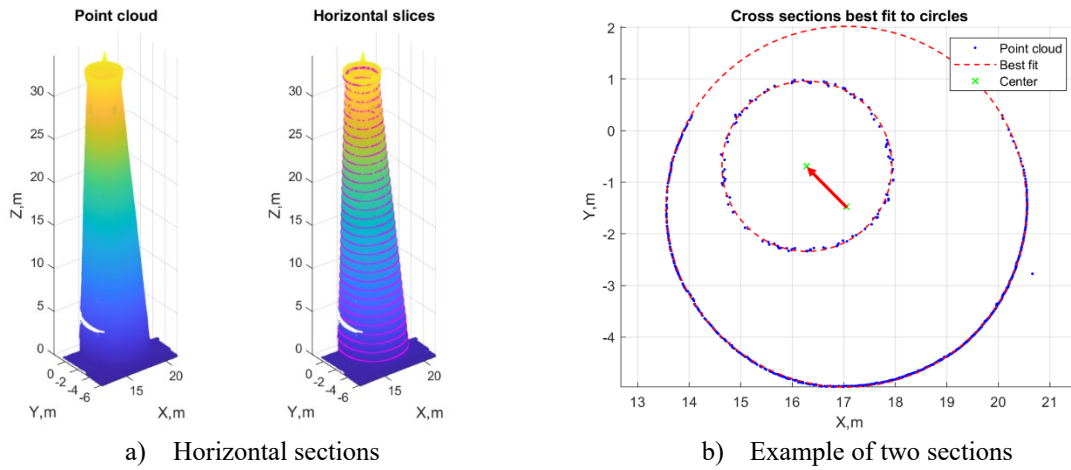 Point cloud
Z,m
30
25
20
15
10
5
0
0
-2
-4
-6
15
20
Y,m
X,m
Horizontal slices
Z,m
30
25
20
15
10
5
0
0
-2
-4
-6
15
20
Y,m
X,m
a) Horizontal sections
Cross sections best fit to circles
Point cloud
Best fit
Center
Y,m
2
1
0
-1
-2
-3
-4
13 14 15 16 17 18 19 20 21
X,m
b) Example of two sections